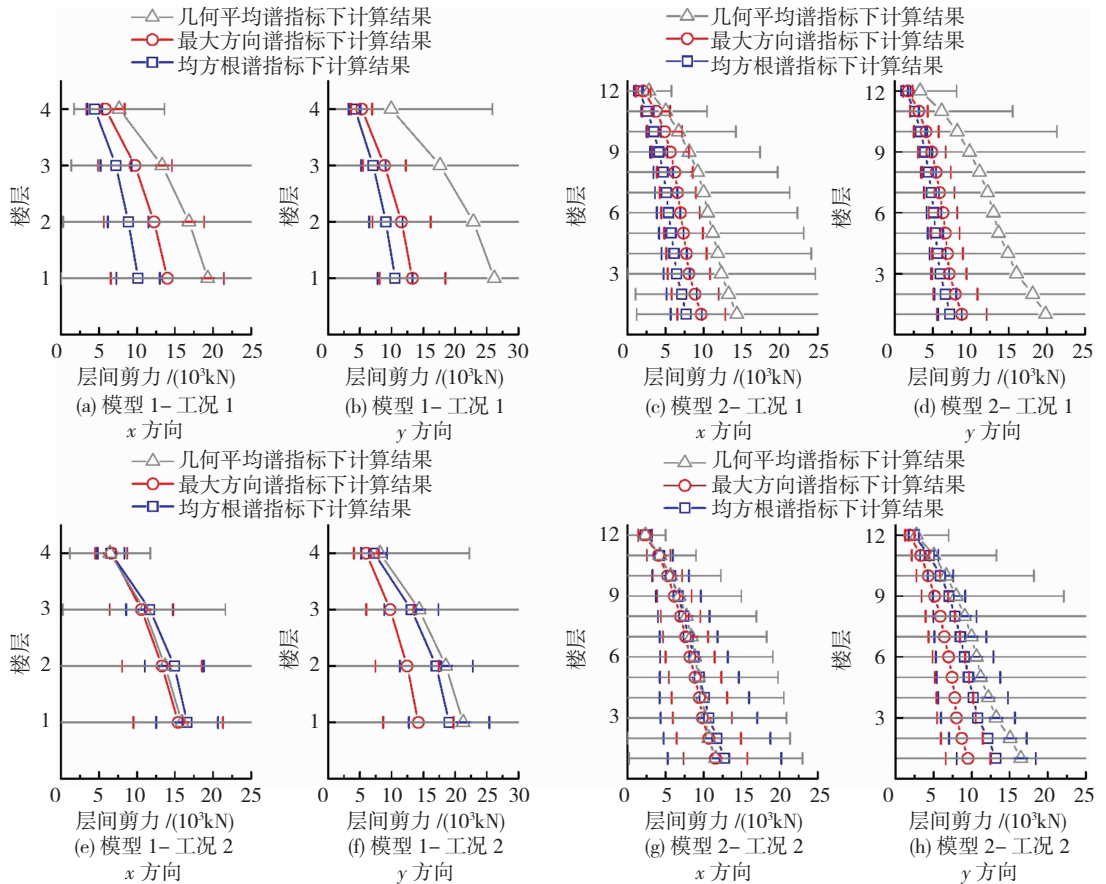 几何平均谱指标下计算结果
最大方向谱指标下计算结果
均方根谱指标下计算结果
几何平均谱指标下计算结果
最大方向谱指标下计算结果
均方根谱指标下计算结果
楼层
4
3
2
1
0 5 10 15 20 25
层间剪力 /(10³kN)
(a) 模型 1- 工况 1
x 方向
楼层
4
3
2
1
0 5 10 15 20 25 30
层间剪力 /(10³kN)
(b) 模型 1- 工况 1
y 方向
楼层
12
9
6
3
0 5 10 15 20 25
层间剪力 /(10³kN)
(c) 模型 2- 工况 1
x 方向
楼层
12
9
6
3
0 5 10 15 20 25
层间剪力 /(10³kN)
(d) 模型 2- 工况 1
y 方向
几何平均谱指标下计算结果
最大方向谱指标下计算结果
均方根谱指标下计算结果
几何平均谱指标下计算结果
最大方向谱指标下计算结果
均方根谱指标下计算结果
楼层
4
3
2
1
0 5 10 15 20 25
层间剪力 /(10³kN)
(e) 模型 1- 工况 2
x 方向
楼层
4
3
2
1
0 5 10 15 20 25 30
层间剪力 /(10³kN)
(f) 模型 1- 工况 2
y 方向
楼层
12
9
6
3
0 5 10 15 20 25
层间剪力 /(10³kN)
(g) 模型 2- 工况 2
x 方向
楼层
12
9
6
3
0 5 10 15 20 25
层间剪力 /(10³kN)
(h) 模型 2- 工况 2
y 方向